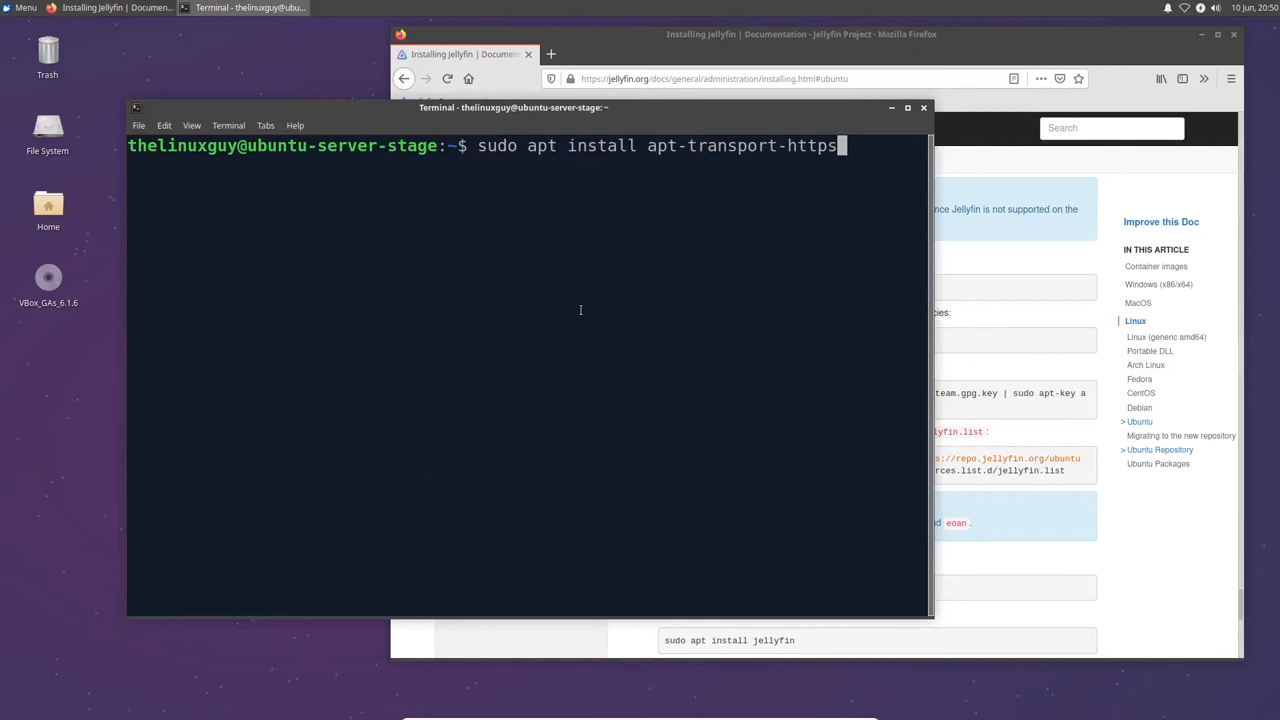 Menu
Installing Jellyfin | Docum...
Terminal - thelinuxguy@ubu...
10 Jun, 20:50
Trash
File System
Home
VBox_GAs_6.1.6
Installing Jellyfin | Documentation - Jellyfin Project - Mozilla Firefox
Installing Jellyfin | Documen
https://jellyfin.org/docs/general/administration/installing.html#ubuntu
Terminal - thelinuxguy@ubuntu-server-stage: ~
File Edit View Terminal Tabs Help
thelinuxguy@ubuntu-server-stage:~$ sudo apt install apt-transport-https
Search
nce Jellyfin is not supported on the
cies:
team.gpg.key | sudo apt-key a
lyfin.list:
s://repo.jellyfin.org/ubuntu
rces.list.d/jellyfin.list
d eoan.
sudo apt install jellyfin
Improve this Doc
IN THIS ARTICLE
Container images
Windows (x86/x64)
MacOS
Linux
Linux (generic amd64)
Portable DLL
Arch Linux
Fedora
CentOS
Debian
> Ubuntu
Migrating to the new repository
> Ubuntu Repository
Ubuntu Packages